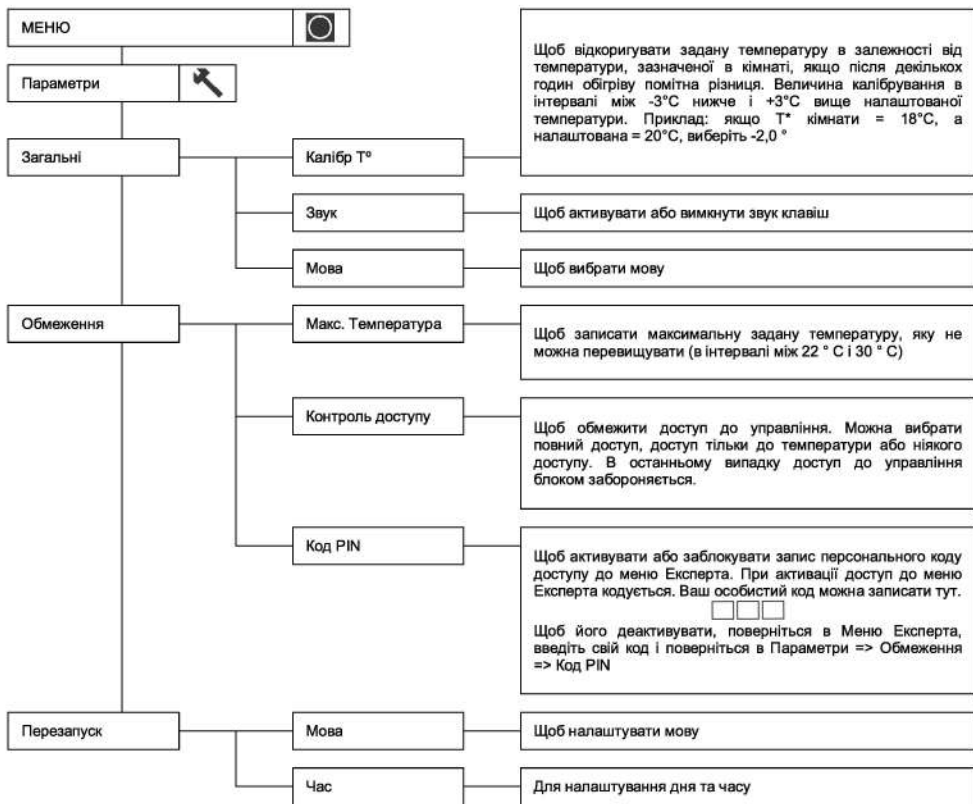 МЕНЮ
Параметри
Загальні
Калібр Tº
Щоб відкоригувати задану температуру в залежності від
температури, зазначеної в кімнаті, якщо після декількох
годин обігріву помітна різниця. Величина калібрування в
інтервалі між -3°C нижче і +3°C вище налаштованої
температури. Приклад: якщо T* кімнати = 18°C, а
налаштована = 20°C, виберіть -2,0 °
Звук
Щоб активувати або вимкнути звук клавіш
Мова
Щоб вибрати мову
Обмеження
Макс. Температура
Щоб записати максимальну задану температуру, яку не
можна перевищувати (в інтервалі між 22 ° C і 30 ° C)
Контроль доступу
Щоб обмежити доступ до управління. Можна вибрати
повний доступ, доступ тільки до температури або ніякого
доступу. В останньому випадку доступ до управління
блоком забороняється.
Код PIN
Щоб активувати або заблокувати запис персонального коду
доступу до меню Експерта. При активації доступ до меню
Експерта кодується. Ваш особистий код можна записати тут.
Щоб його деактивувати, поверніться в Меню Експерта,
введіть свій код і поверніться в Параметри => Обмеження
=> Код PIN
Перезапуск
Мова
Щоб налаштувати мову
Час
Для налаштування дня та часу